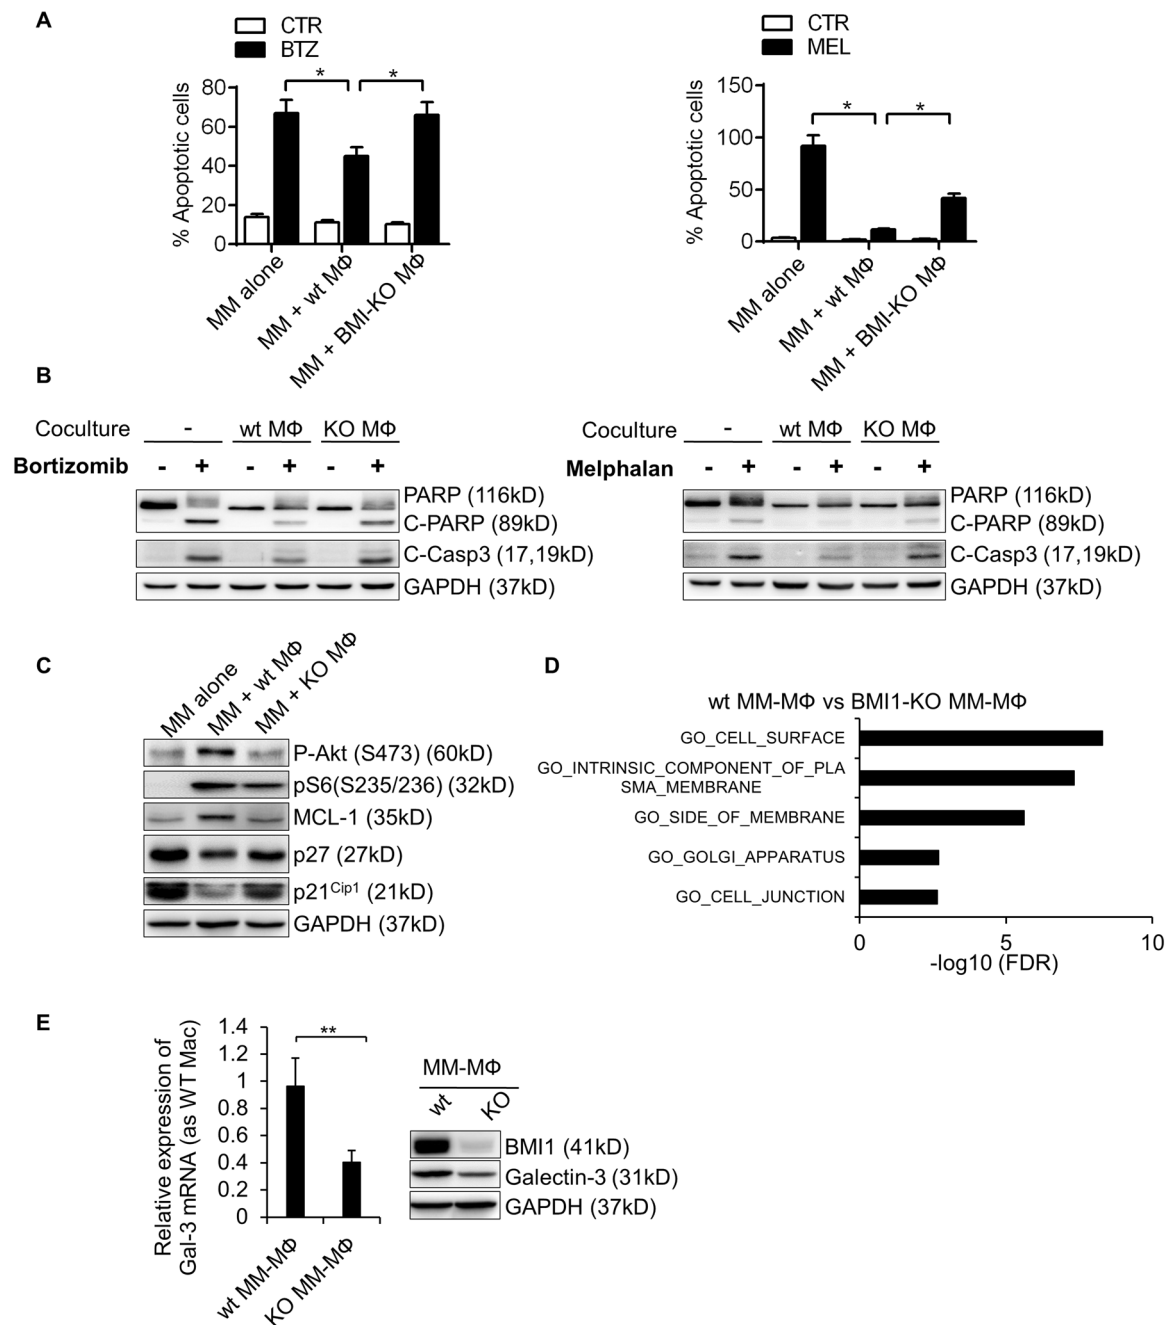 A
CTR
BTZ
% Apoptotic cells
80
60
40
20
0
*
*
MM alone
MM + wt MΦ
MM + BMI-KO MΦ
CTR
MEL
% Apoptotic cells
150
100
50
0
*
*
MM alone
MM + wt MΦ
MM + BMI-KO MΦ
B
Coculture - wt MΦ KO MΦ
Bortizomib - + - + - +
PARP (116kD)
C-PARP (89kD)
C-Casp3 (17,19kD)
GAPDH (37kD)
Coculture - wt MΦ KO MΦ
Melphalan - + - + - +
PARP (116kD)
C-PARP (89kD)
C-Casp3 (17,19kD)
GAPDH (37kD)
C
MM alone
MM + wt MΦ
MM + KO MΦ
P-Akt (S473) (60kD)
pS6(S235/236) (32kD)
MCL-1 (35kD)
p27 (27kD)
p21Cip1 (21kD)
GAPDH (37kD)
D
wt MM-MΦ vs BMI1-KO MM-MΦ
GO_CELL_SURFACE
GO_INTRINSIC_COMPONENT_OF_PLA
SMA_MEMBRANE
GO_SIDE_OF_MEMBRANE
GO_GOLGI_APPARATUS
GO_CELL_JUNCTION
0 5 10
-log10 (FDR)
E
Relative expression of
Gal-3 mRNA (as WT Mac)
1.4
1.2
1
0.8
0.6
0.4
0.2
0
**
wt MM-MΦ
KO MM-MΦ
MM-MΦ
wt KO
BMI1 (41kD)
Galectin-3 (31kD)
GAPDH (37kD)